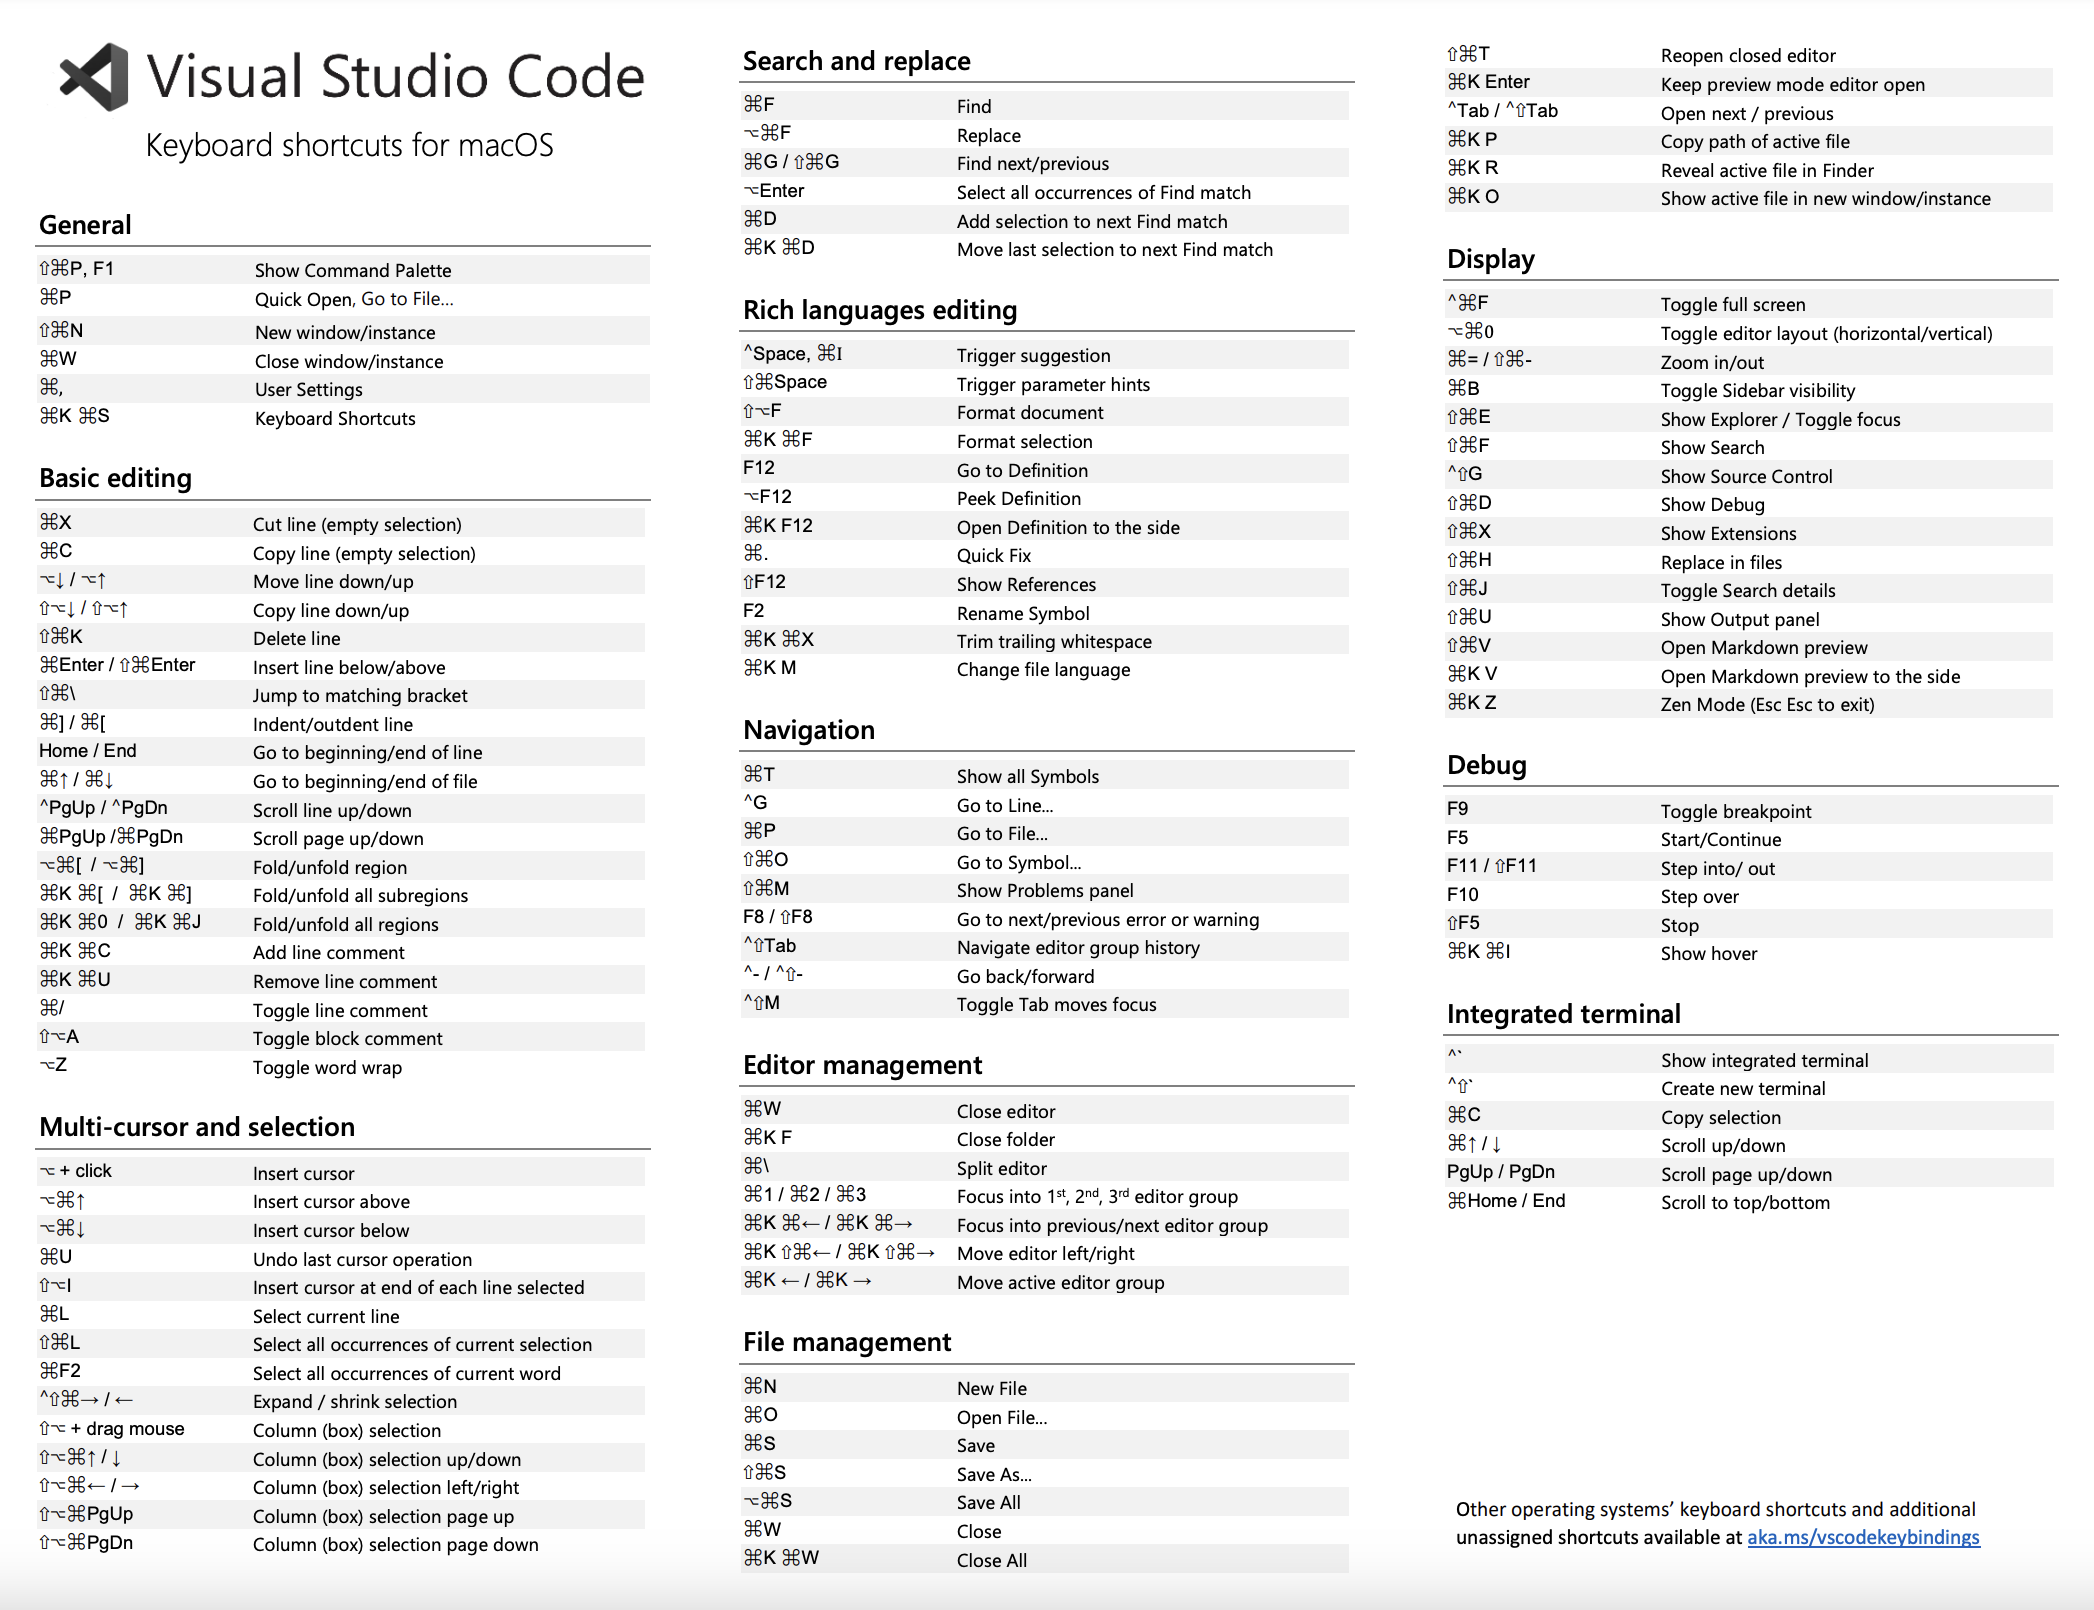 Visual Studio Code
Keyboard shortcuts for macOS
General
⇧⌘P, F1 Show Command Palette
⌘P Quick Open, Go to File...
⇧⌘N New window/instance
⌘W Close window/instance
⌘, User Settings
⌘K ⌘S Keyboard Shortcuts
Basic editing
⌘X Cut line (empty selection)
⌘C Copy line (empty selection)
⌥↓ / ⌥↑ Move line down/up
⇧⌥↓ / ⇧⌥↑ Copy line down/up
⇧⌘K Delete line
⌘Enter / ⇧⌘Enter Insert line below/above
⇧⌘\ Jump to matching bracket
⌘] / ⌘[ Indent/outdent line
Home / End Go to beginning/end of line
⌘↑ / ⌘↓ Go to beginning/end of file
^PgUp / ^PgDn Scroll line up/down
⌘PgUp /⌘PgDn Scroll page up/down
⌥⌘[ / ⌥⌘] Fold/unfold region
⌘K ⌘[ / ⌘K ⌘] Fold/unfold all subregions
⌘K ⌘0 / ⌘K ⌘J Fold/unfold all regions
⌘K ⌘C Add line comment
⌘K ⌘U Remove line comment
⌘/ Toggle line comment
⇧⌥A Toggle block comment
⌥Z Toggle word wrap
Multi-cursor and selection
⌥ + click Insert cursor
⌥⌘↑ Insert cursor above
⌥⌘↓ Insert cursor below
⌘U Undo last cursor operation
⇧⌥I Insert cursor at end of each line selected
⌘L Select current line
⇧⌘L Select all occurrences of current selection
⌘F2 Select all occurrences of current word
^⇧⌘→ / ← Expand / shrink selection
⇧⌥ + drag mouse Column (box) selection
⇧⌥⌘↑ / ↓ Column (box) selection up/down
⇧⌥⌘← / → Column (box) selection left/right
⇧⌥⌘PgUp Column (box) selection page up
⇧⌥⌘PgDn Column (box) selection page down
Search and replace
⌘F Find
⌥⌘F Replace
⌘G / ⇧⌘G Find next/previous
⌥Enter Select all occurrences of Find match
⌘D Add selection to next Find match
⌘K ⌘D Move last selection to next Find match
Rich languages editing
^Space, ⌘I Trigger suggestion
⇧⌘Space Trigger parameter hints
⇧⌥F Format document
⌘K ⌘F Format selection
F12 Go to Definition
⌥F12 Peek Definition
⌘K F12 Open Definition to the side
⌘. Quick Fix
⇧F12 Show References
F2 Rename Symbol
⌘K ⌘X Trim trailing whitespace
⌘K M Change file language
Navigation
⌘T Show all Symbols
^G Go to Line...
⌘P Go to File...
⇧⌘O Go to Symbol...
⇧⌘M Show Problems panel
F8 / ⇧F8 Go to next/previous error or warning
^⇧Tab Navigate editor group history
^- / ^⇧- Go back/forward
^⇧M Toggle Tab moves focus
Editor management
⌘W Close editor
⌘K F Close folder
⌘\ Split editor
⌘1 / ⌘2 / ⌘3 Focus into 1st, 2nd, 3rd editor group
⌘K ⌘← / ⌘K ⌘→ Focus into previous/next editor group
⌘K ⇧⌘← / ⌘K ⇧⌘→ Move editor left/right
⌘K ← / ⌘K → Move active editor group
File management
⌘N New File
⌘O Open File...
⌘S Save
⇧⌘S Save As...
⌥⌘S Save All
⌘W Close
⌘K ⌘W Close All
⇧⌘T Reopen closed editor
⌘K Enter Keep preview mode editor open
^Tab / ^⇧Tab Open next / previous
⌘K P Copy path of active file
⌘K R Reveal active file in Finder
⌘K O Show active file in new window/instance
Display
^⌘F Toggle full screen
⌥⌘0 Toggle editor layout (horizontal/vertical)
⌘= / ⇧⌘- Zoom in/out
⌘B Toggle Sidebar visibility
⇧⌘E Show Explorer / Toggle focus
⇧⌘F Show Search
^⇧G Show Source Control
⇧⌘D Show Debug
⇧⌘X Show Extensions
⇧⌘H Replace in files
⇧⌘J Toggle Search details
⇧⌘U Show Output panel
⇧⌘V Open Markdown preview
⌘K V Open Markdown preview to the side
⌘K Z Zen Mode (Esc Esc to exit)
Debug
F9 Toggle breakpoint
F5 Start/Continue
F11 / ⇧F11 Step into/ out
F10 Step over
⇧F5 Stop
⌘K ⌘I Show hover
Integrated terminal
^` Show integrated terminal
^⇧` Create new terminal
⌘C Copy selection
⌘↑ / ↓ Scroll up/down
PgUp / PgDn Scroll page up/down
⌘Home / End Scroll to top/bottom
Other operating systems’ keyboard shortcuts and additional
unassigned shortcuts available at aka.ms/vscodekeybindings